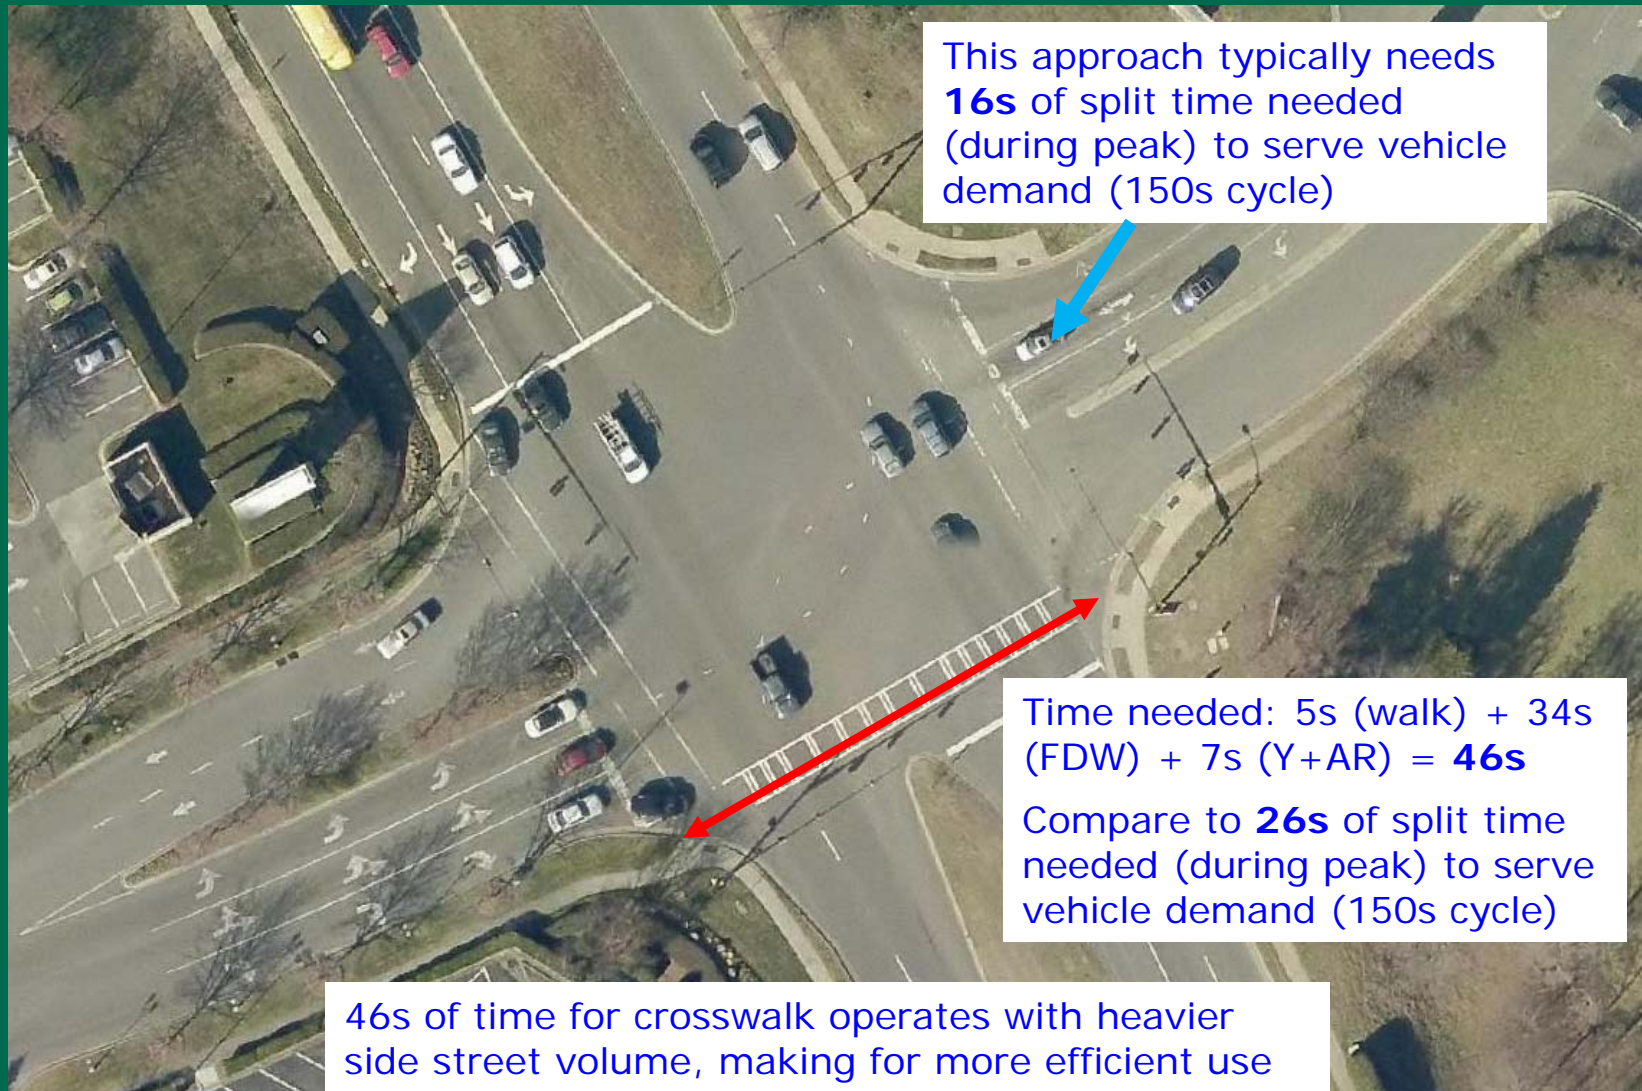 This approach typically needs
16s of split time needed
(during peak) to serve vehicle
demand (150s cycle)
Time needed: 5s (walk) + 34s
(FDW) + 7s (Y+AR) = 46s
Compare to 26s of split time
needed (during peak) to serve
vehicle demand (150s cycle)
46s of time for crosswalk operates with heavier
side street volume, making for more efficient use